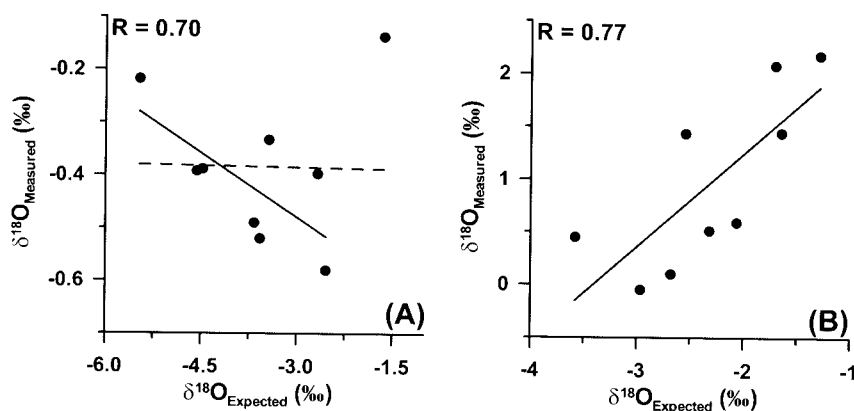 R = 0.70
-0.2
-0.4
-0.6
δ18OMeasured (‰)
(A)
-6.0 -4.5 -3.0 -1.5
δ18OExpected (‰)
R = 0.77
2
1
0
δ18OMeasured (‰)
(B)
-4 -3 -2 -1
δ18OExpected (‰)